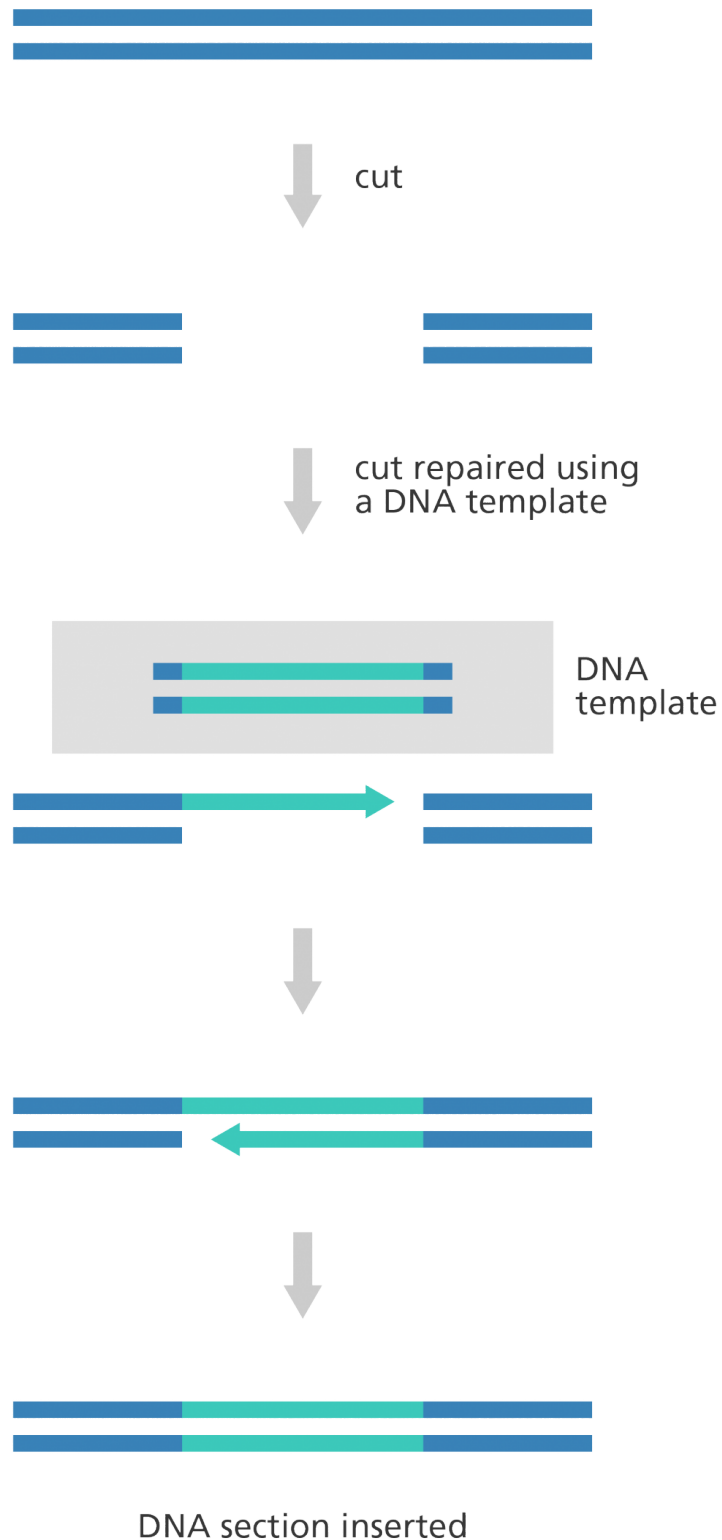 cut
cut repaired using
a DNA template
DNA
template
DNA section inserted